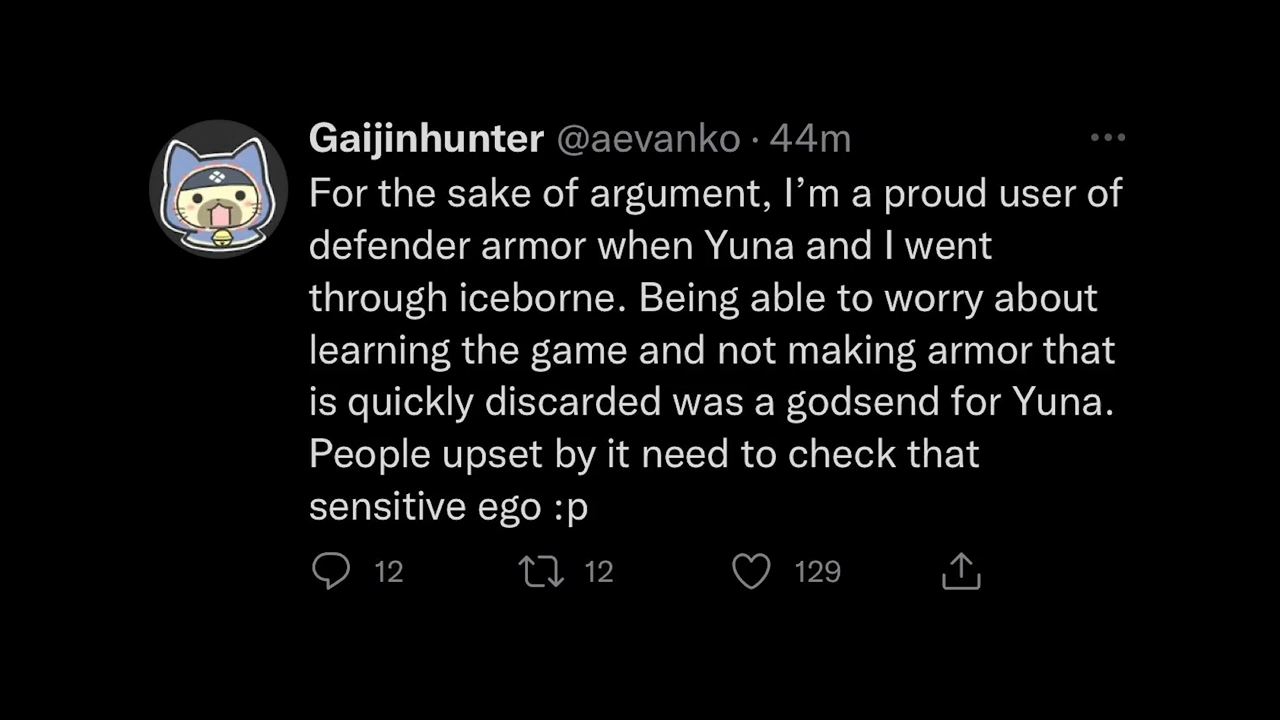 Gaijinhunter @aevanko · 44m
For the sake of argument, I’m a proud user of
defender armor when Yuna and I went
through iceborne. Being able to worry about
learning the game and not making armor that
is quickly discarded was a godsend for Yuna.
People upset by it need to check that
sensitive ego :p
12 12 129